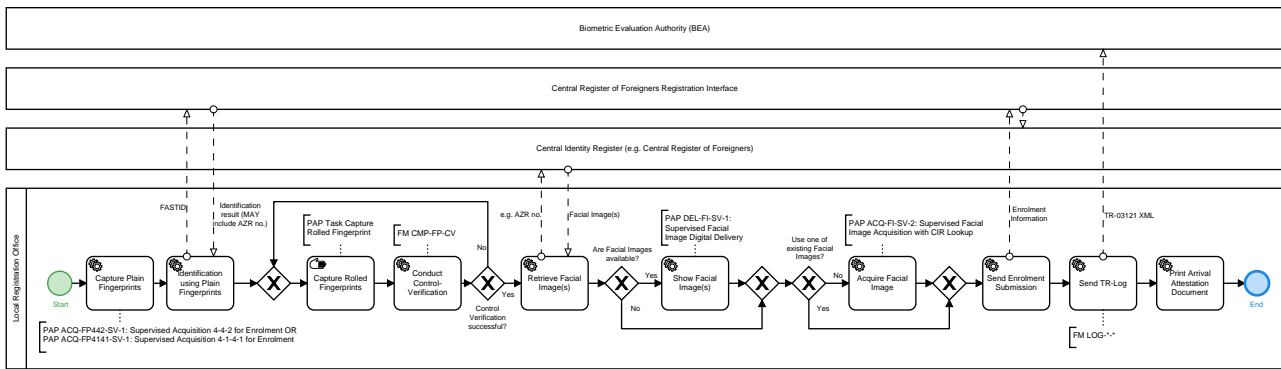 Biometric Evaluation Authority (BEA)
Central Register of Foreigners Registration Interface
Central Identity Register (e.g. Central Register of Foreigners)
Local Registration Office
FASTID
Identification
result (MAY
include AZR no.)
e.g. AZR no.
Facial Image(s)
Enrolment
Information
TR-03121 XML
PAP Task Capture
Rolled Fingerprint
FM CMP-FP-CV
PAP DEL-FI-SV-1:
Supervised Facial
Image Digital Delivery
PAP ACQ-FI-SV-2: Supervised Facial
Image Acquisition with CIR Lookup
Start
Capture Plain
Fingerprints
Identification
using Plain
Fingerprints
Capture Rolled
Fingerprints
Conduct
Control-
Verification
No
Yes
Control
Verification
successful?
Retrieve Facial
Image(s)
Are Facial Images
available?
Yes
No
Show Facial
Image(s)
Use one of
existing Facial
Images?
No
Yes
Acquire Facial
Image
Send Enrolment
Submission
Send TR-Log
Print Arrival
Attestation
Document
End
PAP ACQ-FP442-SV-1: Supervised Acquisition 4-4-2 for Enrolment OR
PAP ACQ-FP4141-SV-1: Supervised Acquisition 4-1-4-1 for Enrolment
FM LOG-*-*